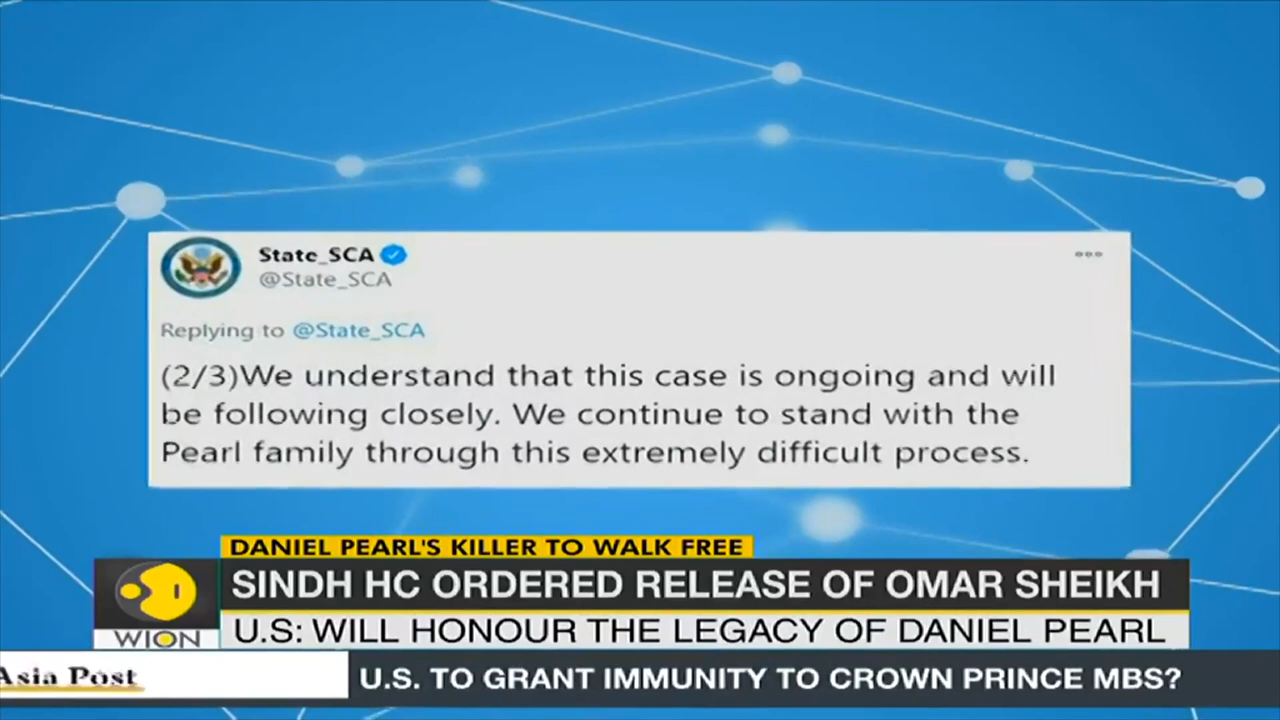 State_SCA
@State_SCA
Replying to @State_SCA
(2/3)We understand that this case is ongoing and will
be following closely. We continue to stand with the
Pearl family through this extremely difficult process.
DANIEL PEARL'S KILLER TO WALK FREE
SINDH HC ORDERED RELEASE OF OMAR SHEIKH
U.S: WILL HONOUR THE LEGACY OF DANIEL PEARL
WION
Asia Post
U.S. TO GRANT IMMUNITY TO CROWN PRINCE MBS?